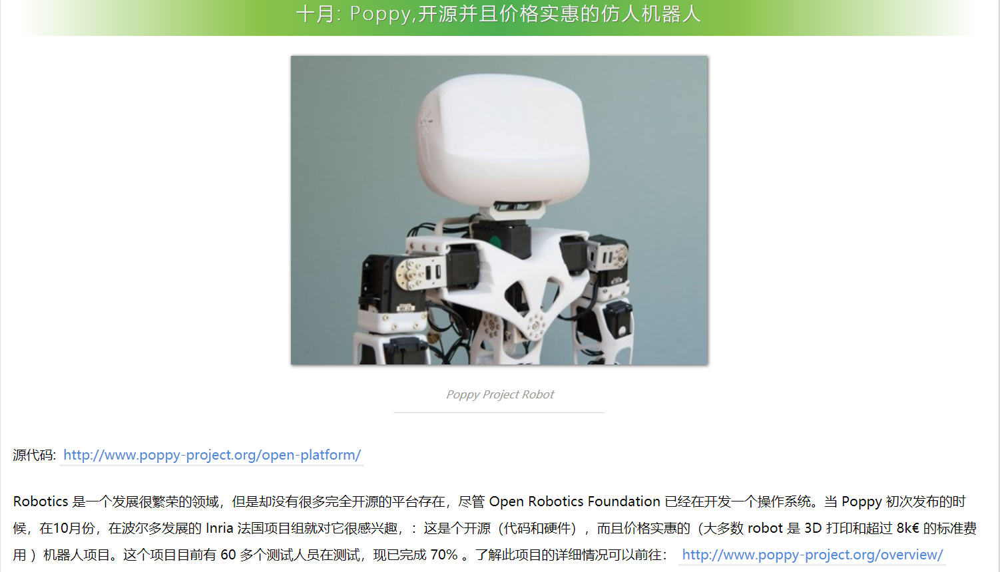 十月: Poppy,开源并且价格实惠的仿人机器人
Poppy Project Robot
源代码: http://www.poppy-project.org/open-platform/
Robotics 是一个发展很繁荣的领域，但是却没有很多完全开源的平台存在，尽管 Open Robotics Foundation 已经在开发一个操作系统。当 Poppy 初次发布的时
候，在10月份，在波尔多发展的 Inria 法国项目组就对它很感兴趣，：这是个开源（代码和硬件），而且价格实惠的（大多数 robot 是 3D 打印和超过 8k€ 的标准费
用 ）机器人项目。这个项目目前有 60 多个测试人员在测试，现已完成 70% 。了解此项目的详细情况可以前往： http://www.poppy-project.org/overview/